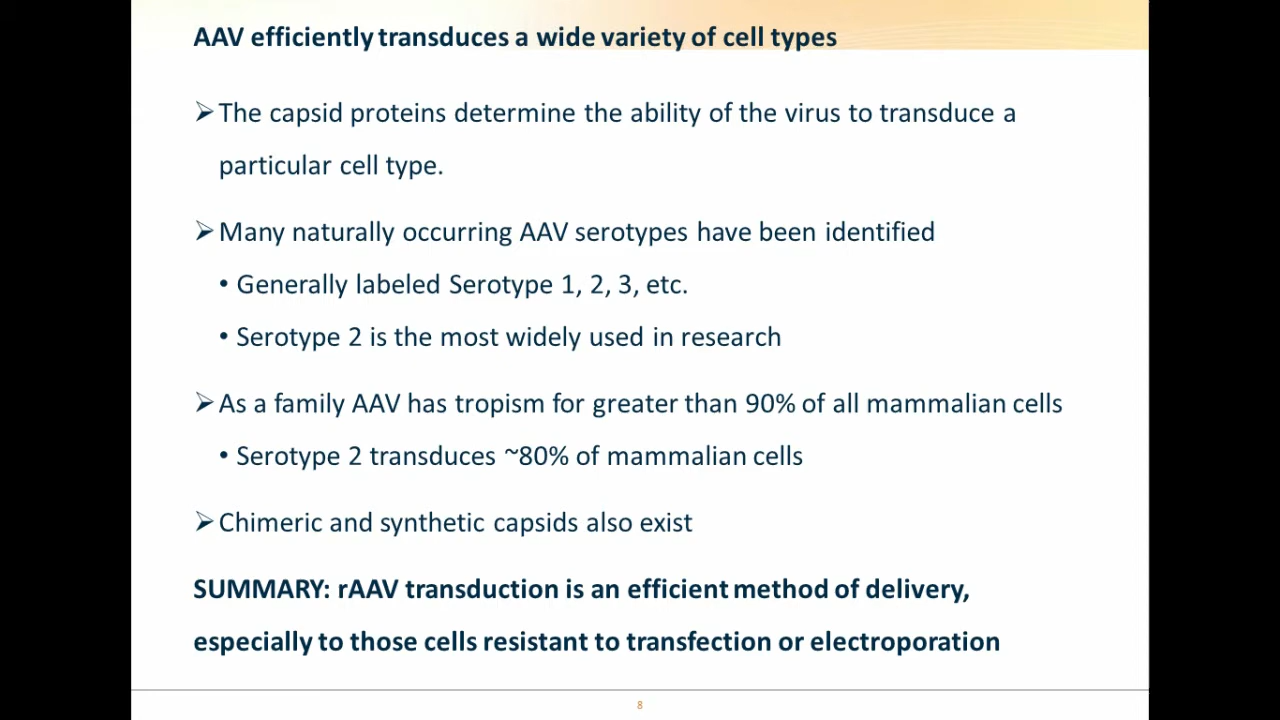 AAV efficiently transduces a wide variety of cell types
➢The capsid proteins determine the ability of the virus to transduce a
particular cell type.
➢Many naturally occurring AAV serotypes have been identified
• Generally labeled Serotype 1, 2, 3, etc.
• Serotype 2 is the most widely used in research
➢As a family AAV has tropism for greater than 90% of all mammalian cells
• Serotype 2 transduces ~80% of mammalian cells
➢Chimeric and synthetic capsids also exist
SUMMARY: rAAV transduction is an efficient method of delivery,
especially to those cells resistant to transfection or electroporation
8